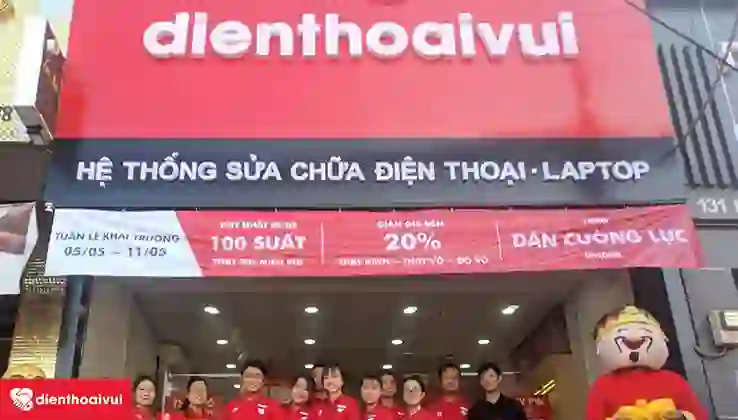 dienthoaivui
HỆ THỐNG SỬA CHỮA ĐIỆN THOẠI · LAPTOP
131
TUẦN LỄ KHAI TRƯƠNG
05/05 – 11/05
100 SUẤT
GIẢM GIÁ ĐẾN
20%
DÁN CƯỜNG LỰC
dienthoaivui